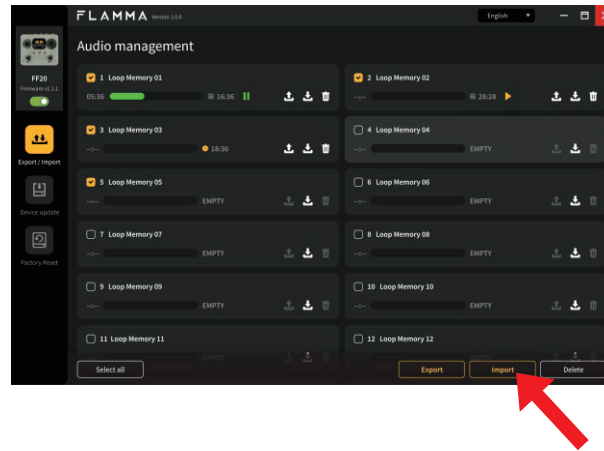 FLAMMA Version 1.0.0
English
Audio management
FF20
Firmware v1.1.1
Export / Import
Device update
Factory Reset
1 Loop Memory 01
05:36 16:36
2 Loop Memory 02
--:-- 28:28
3 Loop Memory 03
--:-- 18:36
4 Loop Memory 04
--:-- EMPTY
5 Loop Memory 05
--:-- EMPTY
6 Loop Memory 06
--:-- EMPTY
7 Loop Memory 07
--:-- EMPTY
8 Loop Memory 08
--:-- EMPTY
9 Loop Memory 09
--:-- EMPTY
10 Loop Memory 10
--:-- EMPTY
11 Loop Memory 11
--:-- EMPTY
12 Loop Memory 12
--:-- EMPTY
Select all
Export
Import
Delete